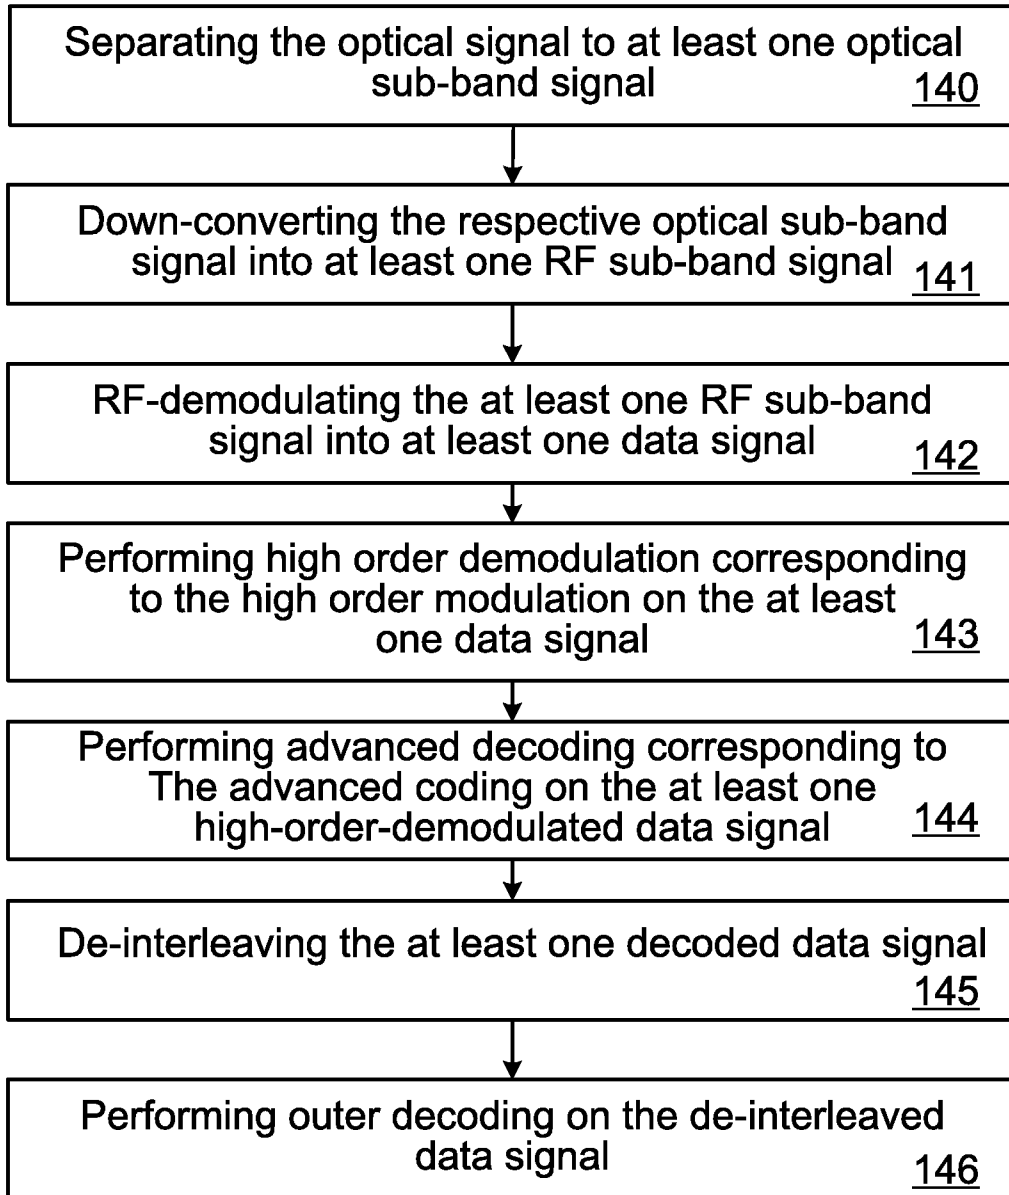 Separating the optical signal to at least one optical
sub-band signal
140
Down-converting the respective optical sub-band
signal into at least one RF sub-band signal
141
RF-demodulating the at least one RF sub-band
signal into at least one data signal
142
Performing high order demodulation corresponding
to the high order modulation on the at least
one data signal
143
Performing advanced decoding corresponding to
The advanced coding on the at least one
high-order-demodulated data signal
144
De-interleaving the at least one decoded data signal
145
Performing outer decoding on the de-interleaved
data signal
146